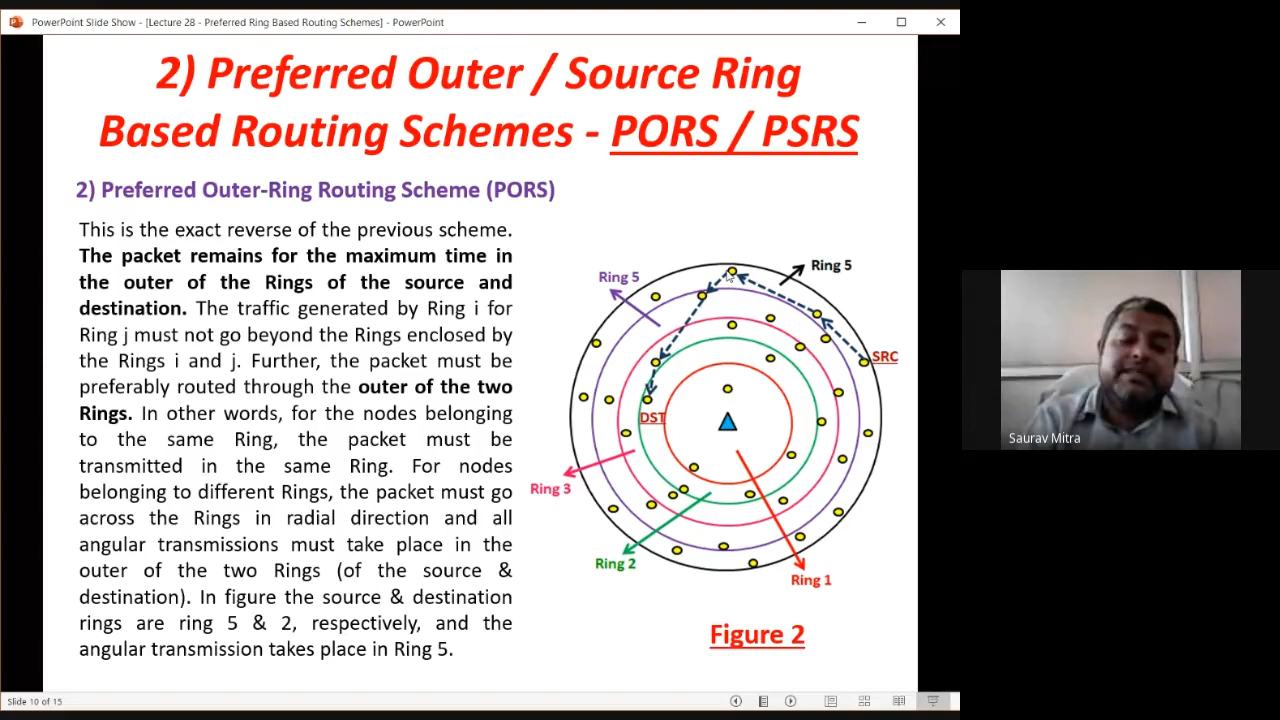 PowerPoint Slide Show - [Lecture 28 - Preferred Ring Based Routing Schemes] - PowerPoint
2) Preferred Outer / Source Ring
Based Routing Schemes - PORS / PSRS
2) Preferred Outer-Ring Routing Scheme (PORS)
This is the exact reverse of the previous scheme.
The packet remains for the maximum time in
the outer of the Rings of the source and
destination. The traffic generated by Ring i for
Ring j must not go beyond the Rings enclosed by
the Rings i and j. Further, the packet must be
preferably routed through the outer of the two
Rings. In other words, for the nodes belonging
to the same Ring, the packet must be
transmitted in the same Ring. For nodes
belonging to different Rings, the packet must go
across the Rings in radial direction and all
angular transmissions must take place in the
outer of the two Rings (of the source &
destination). In figure the source & destination
rings are ring 5 & 2, respectively, and the
angular transmission takes place in Ring 5.
Ring 5
Ring 5
SRC
DST
Ring 3
Ring 2
Ring 1
Figure 2
Saurav Mitra
Slide 10 of 15